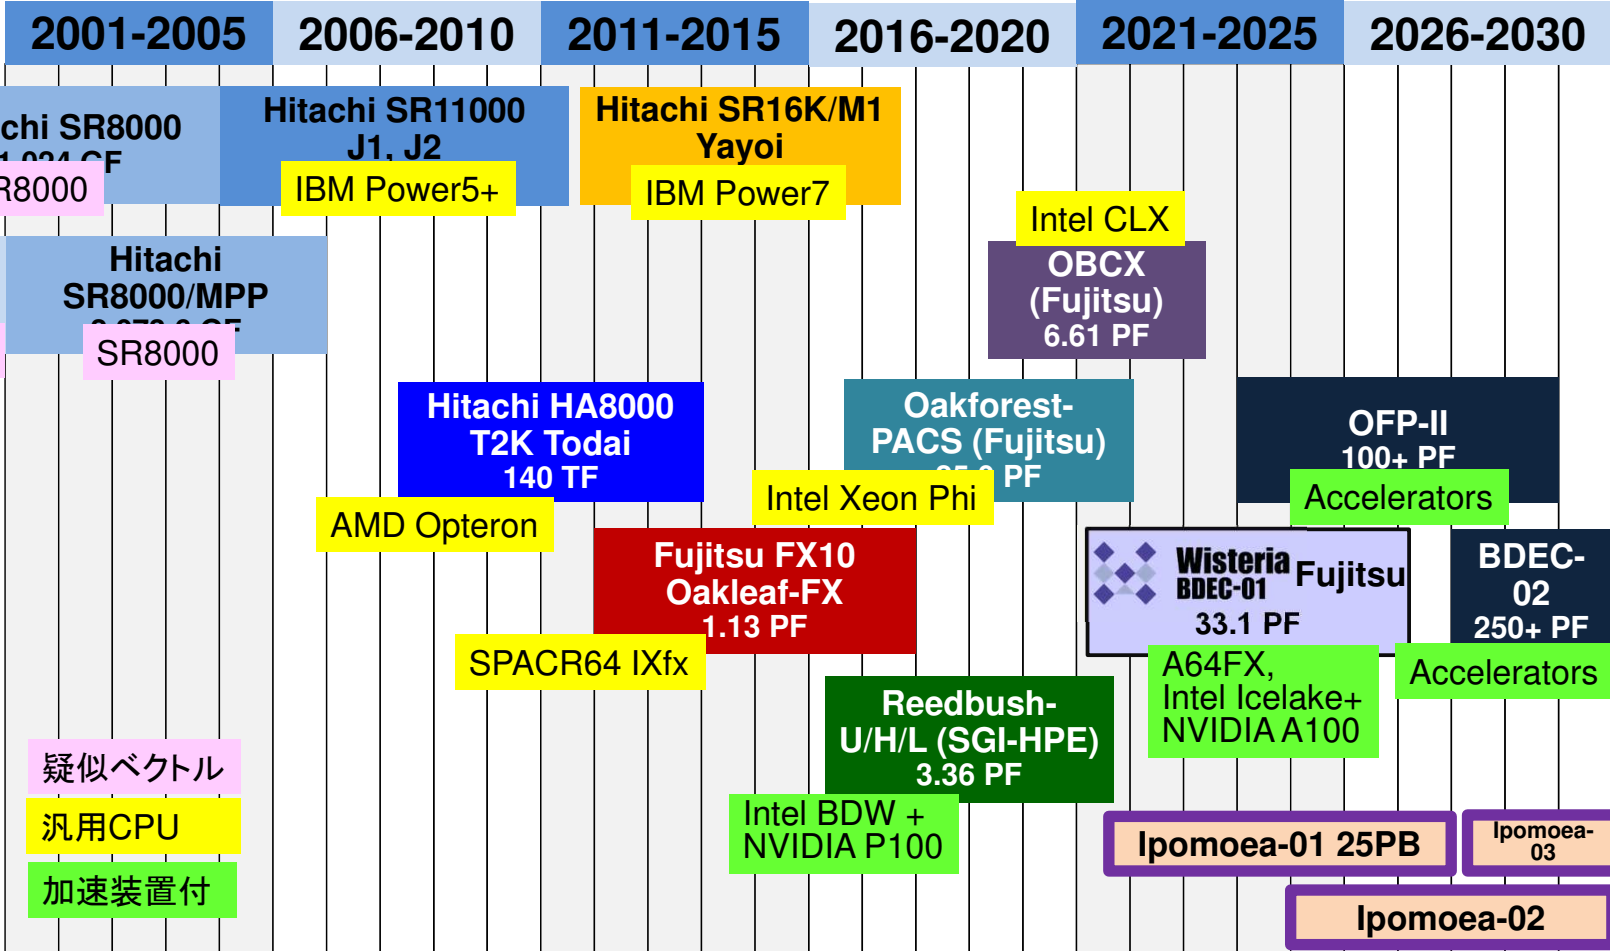 2001-2005
2006-2010
2011-2015
2016-2020
2021-2025
2026-2030
chi SR8000
R8000
Hitachi SR11000
J1, J2
IBM Power5+
Hitachi SR16K/M1
Yayoi
IBM Power7
Intel CLX
OBCX
(Fujitsu)
6.61 PF
Hitachi
SR8000/MPP
SR8000
Hitachi HA8000
T2K Todai
140 TF
AMD Opteron
Oakforest-
PACS (Fujitsu)
PF
Intel Xeon Phi
OFP-II
100+ PF
Accelerators
Fujitsu FX10
Oakleaf-FX
1.13 PF
SPACR64 IXfx
Wisteria
BDEC-01
Fujitsu
33.1 PF
A64FX,
Intel Icelake+
NVIDIA A100
BDEC-
02
250+ PF
Accelerators
Reedbush-
U/H/L (SGI-HPE)
3.36 PF
Intel BDW +
NVIDIA P100
疑似ベクトル
汎用CPU
加速装置付
Ipomoea-01 25PB
Ipomoea-
03
Ipomoea-02